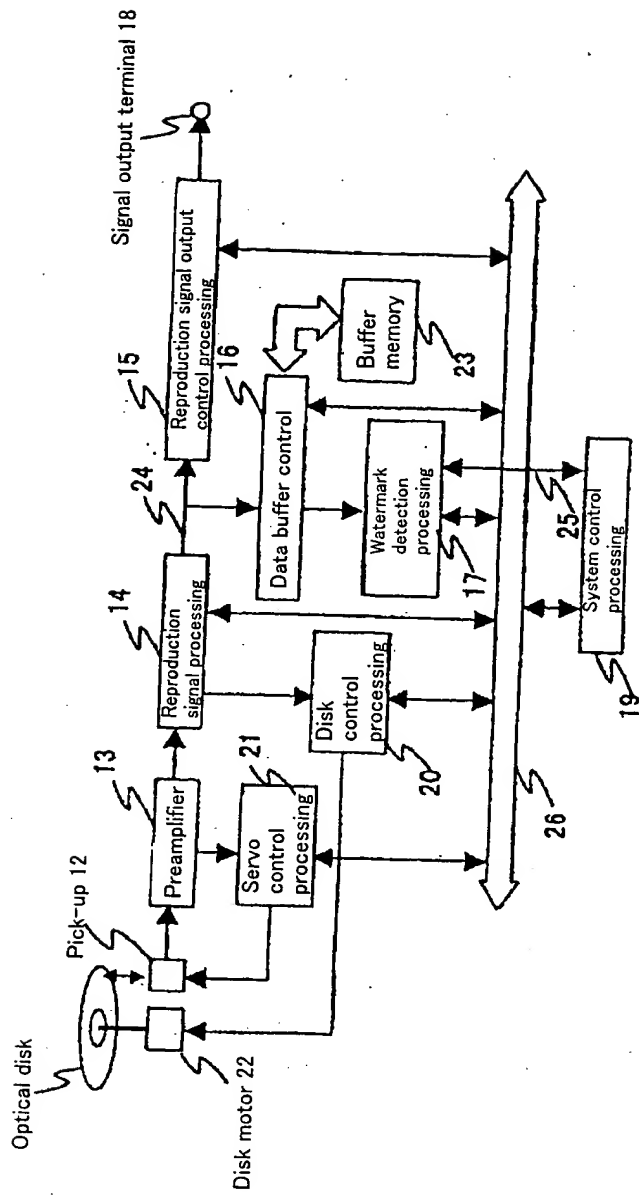 Optical disk
Pick-up 12
Disk motor 22
13
Preamplifier
21
Servo
control
processing
14
Reproduction
signal processing
Disk
control
processing
20
24
15
Reproduction signal output
control processing
Signal output terminal 18
16
Data buffer control
Buffer
memory
23
Watermark
detection
processing
17
25
26
System control
processing
19